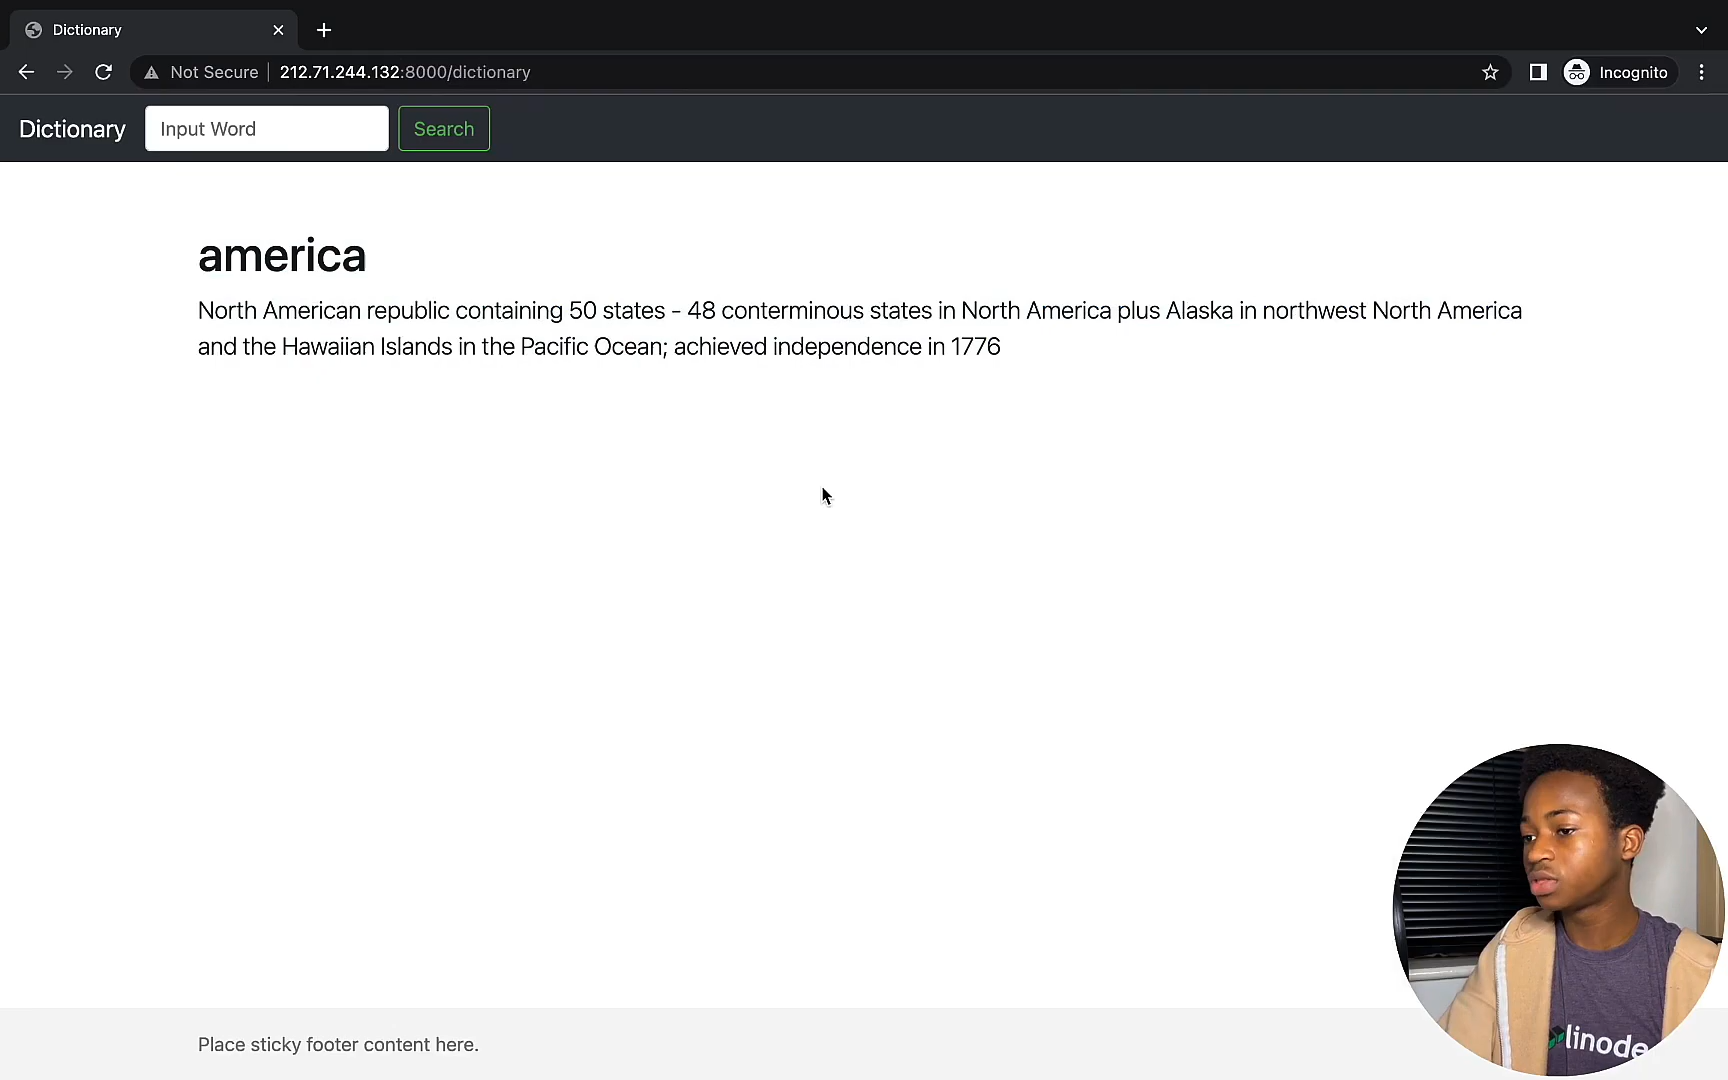 Dictionary
Not Secure 212.71.244.132:8000/dictionary
Incognito
Dictionary
Input Word
Search
america
North American republic containing 50 states - 48 conterminous states in North America plus Alaska in northwest North America
and the Hawaiian Islands in the Pacific Ocean; achieved independence in 1776
linode
Place sticky footer content here.